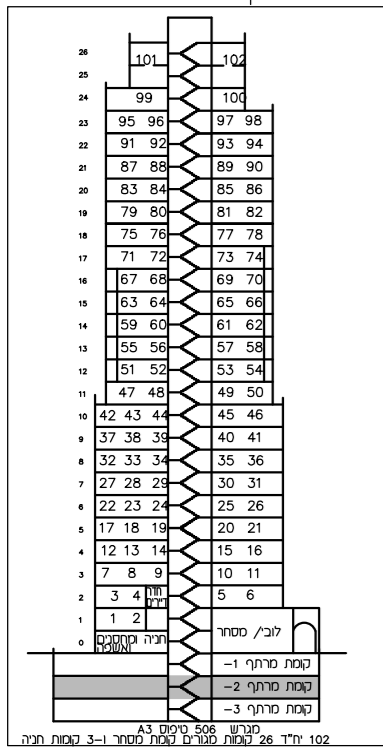 26
101 102
25
24 99 100
23 95 96 97 98
22 91 92 93 94
21 87 88 89 90
20 83 84 85 86
19 79 80 81 82
18 75 76 77 78
17 71 72 73 74
16 67 68 69 70
15 63 64 65 66
14 59 60 61 62
13 55 56 57 58
12 51 52 53 54
11 47 48 49 50
10 42 43 44 45 46
9 37 38 39 40 41
8 32 33 34 35 36
7 27 28 29 30 31
6 22 23 24 25 26
5 17 18 19 20 21
4 12 13 14 15 16
3 7 8 9 10 11
2 3 4 חדר דיירים 5 6
1 1 2
לובי/ מסחר
0 חניה ומחסנים
ואשפה
קומת מרתף 1-
קומת מרתף 2-
קומת מרתף 3-
מגרש 506 טיפוס A3
102 יח"ד 26 קומות מגורים קומת מסחר ו-3 קומות חניה